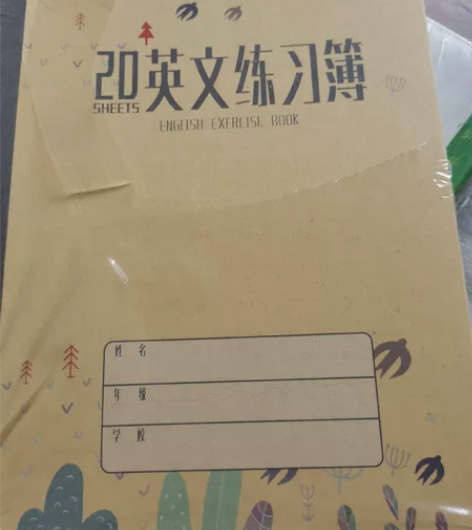 20英文练习簿
SHEETS
ENGLISH EXERCISE BOOK
姓 名
年 级
学 校